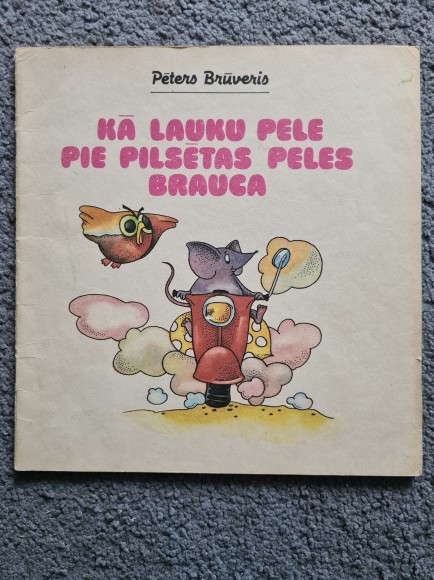 Pēters Brūveris
KĀ LAUKU PELE
PIE PILSĒTAS PELES
BRAUCA